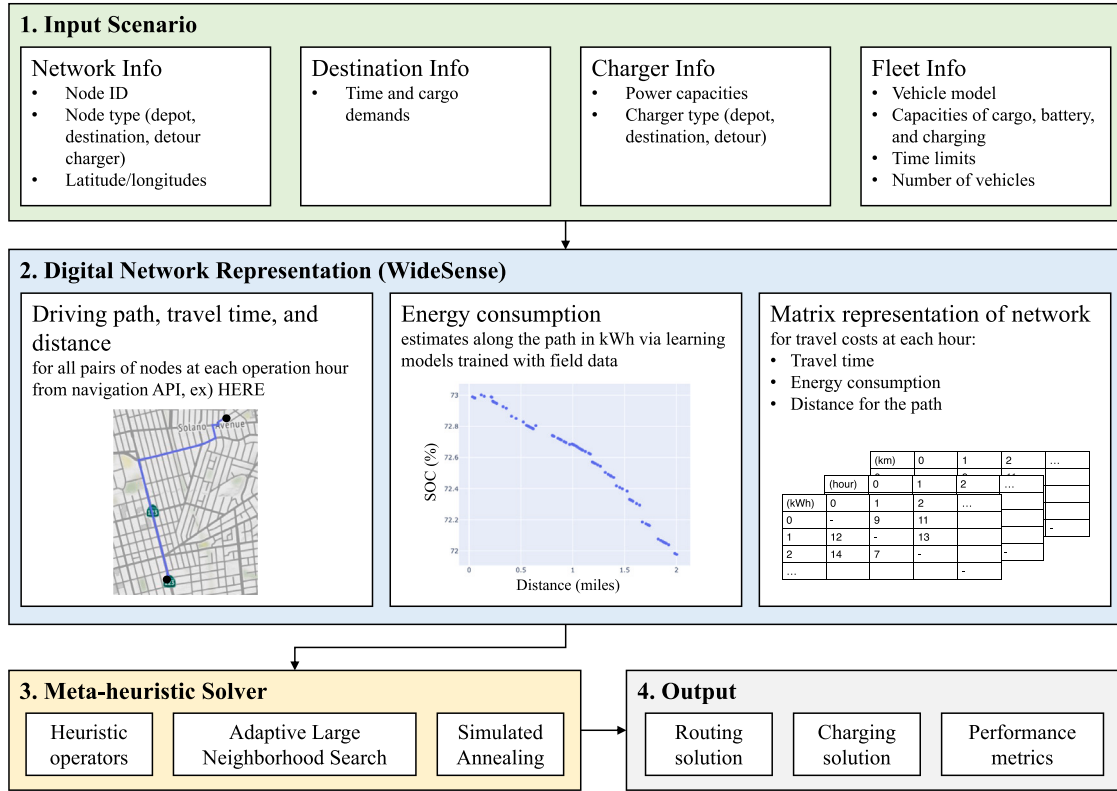 1. Input Scenario
Network Info
• Node ID
• Node type (depot,
destination, detour
charger)
• Latitude/longitudes
Destination Info
• Time and cargo
demands
Charger Info
• Power capacities
• Charger type (depot,
destination, detour)
Fleet Info
• Vehicle model
• Capacities of cargo, battery,
and charging
• Time limits
• Number of vehicles
2. Digital Network Representation (WideSense)
Driving path, travel time, and
distance
for all pairs of nodes at each operation hour
from navigation API, ex) HERE
Solano Avenue
Energy consumption
estimates along the path in kWh via learning
models trained with field data
SOC (%)
73
72.8
72.6
72.4
72.2
72
0 0.5 1 1.5 2
Distance (miles)
Matrix representation of network
for travel costs at each hour:
• Travel time
• Energy consumption
• Distance for the path
(km) 0 1 2 ...
-
(hour) 0 1 2 ...
-
(kWh) 0 1 2 ...
0 - 9 11
1 12 - 13
2 14 7 -
... -
3. Meta-heuristic Solver
Heuristic
operators
Adaptive Large
Neighborhood Search
Simulated
Annealing
4. Output
Routing
solution
Charging
solution
Performance
metrics